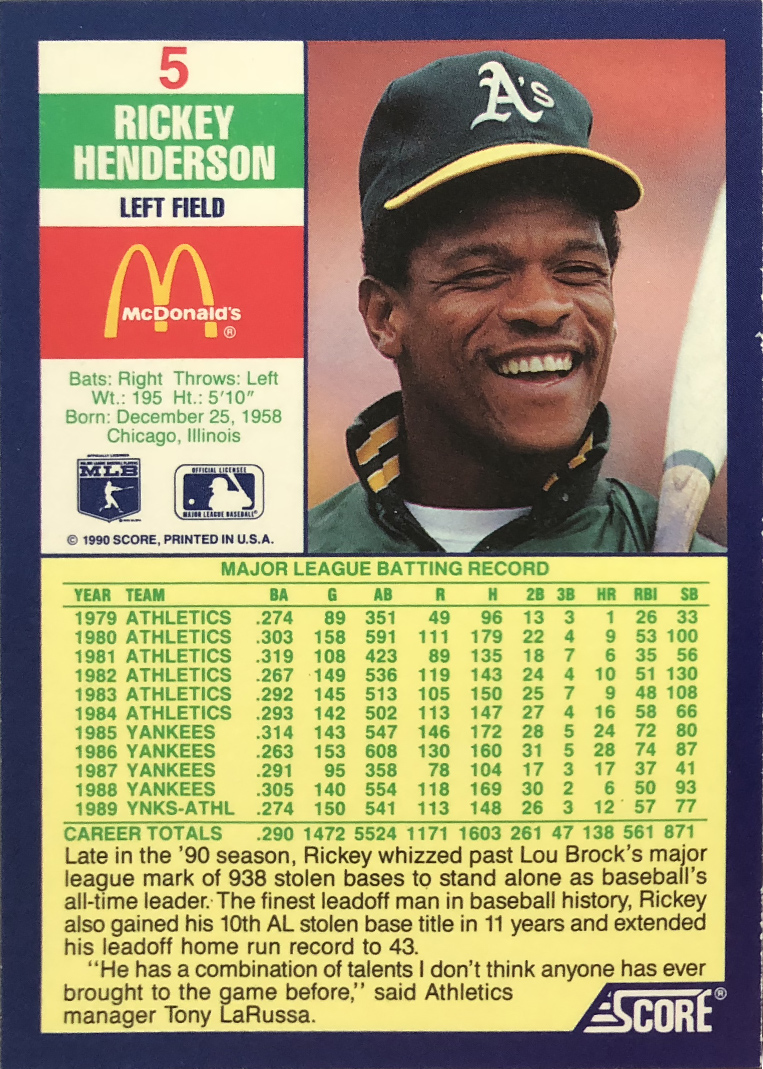 5
RICKEY
HENDERSON
LEFT FIELD
McDonald's
®
Bats: Right Throws: Left
Wt.: 195 Ht.: 5'10"
Born: December 25, 1958
Chicago, Illinois
OFFICIALLY LICENSED
MAJOR LEAGUE BASEBALL PLAYERS
MLB
OFFICIAL LICENSEE
MAJOR LEAGUE BASEBALL®
© 1990 SCORE, PRINTED IN U.S.A.
A's
MAJOR LEAGUE BATTING RECORD
YEAR TEAM BA G AB R H 2B 3B HR RBI SB
1979 ATHLETICS .274 89 351 49 96 13 3 1 26 33
1980 ATHLETICS .303 158 591 111 179 22 4 9 53 100
1981 ATHLETICS .319 108 423 89 135 18 7 6 35 56
1982 ATHLETICS .267 149 536 119 143 24 4 10 51 130
1983 ATHLETICS .292 145 513 105 150 25 7 9 48 108
1984 ATHLETICS .293 142 502 113 147 27 4 16 58 66
1985 YANKEES .314 143 547 146 172 28 5 24 72 80
1986 YANKEES .263 153 608 130 160 31 5 28 74 87
1987 YANKEES .291 95 358 78 104 17 3 17 37 41
1988 YANKEES .305 140 554 118 169 30 2 6 50 93
1989 YNKS-ATHL .274 150 541 113 148 26 3 12 57 77
CAREER TOTALS .290 1472 5524 1171 1603 261 47 138 561 871
Late in the '90 season, Rickey whizzed past Lou Brock's major
league mark of 938 stolen bases to stand alone as baseball's
all-time leader. The finest leadoff man in baseball history, Rickey
also gained his 10th AL stolen base title in 11 years and extended
his leadoff home run record to 43.
"He has a combination of talents I don't think anyone has ever
brought to the game before," said Athletics
manager Tony LaRussa.
SCORE®